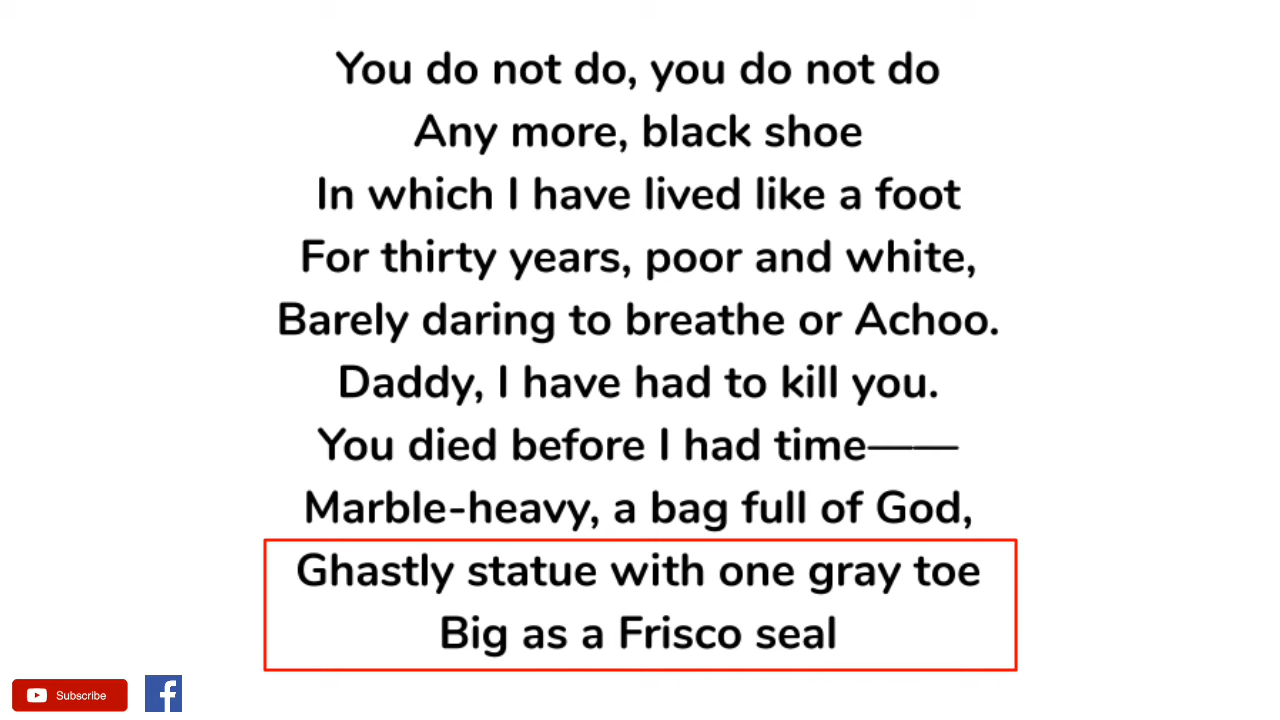 You do not do, you do not do
Any more, black shoe
In which I have lived like a foot
For thirty years, poor and white,
Barely daring to breathe or Achoo.
Daddy, I have had to kill you.
You died before I had time——
Marble-heavy, a bag full of God,
Ghastly statue with one gray toe
Big as a Frisco seal
Subscribe